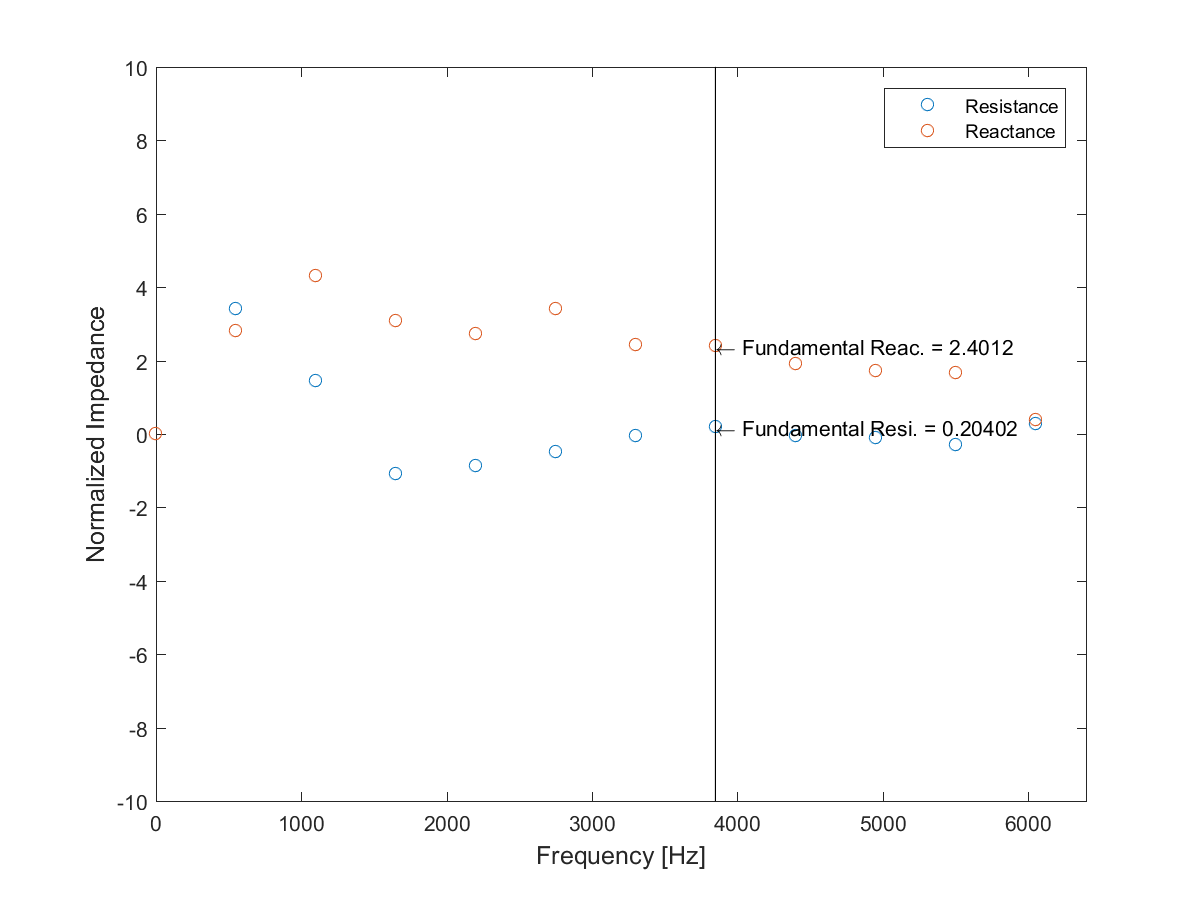 10
8
6
4
2
0
-2
-4
-6
-8
-10
Normalized Impedance
Resistance
Reactance
← Fundamental Reac. = 2.4012
← Fundamental Resi. = 0.20402
0 1000 2000 3000 4000 5000 6000
Frequency [Hz]